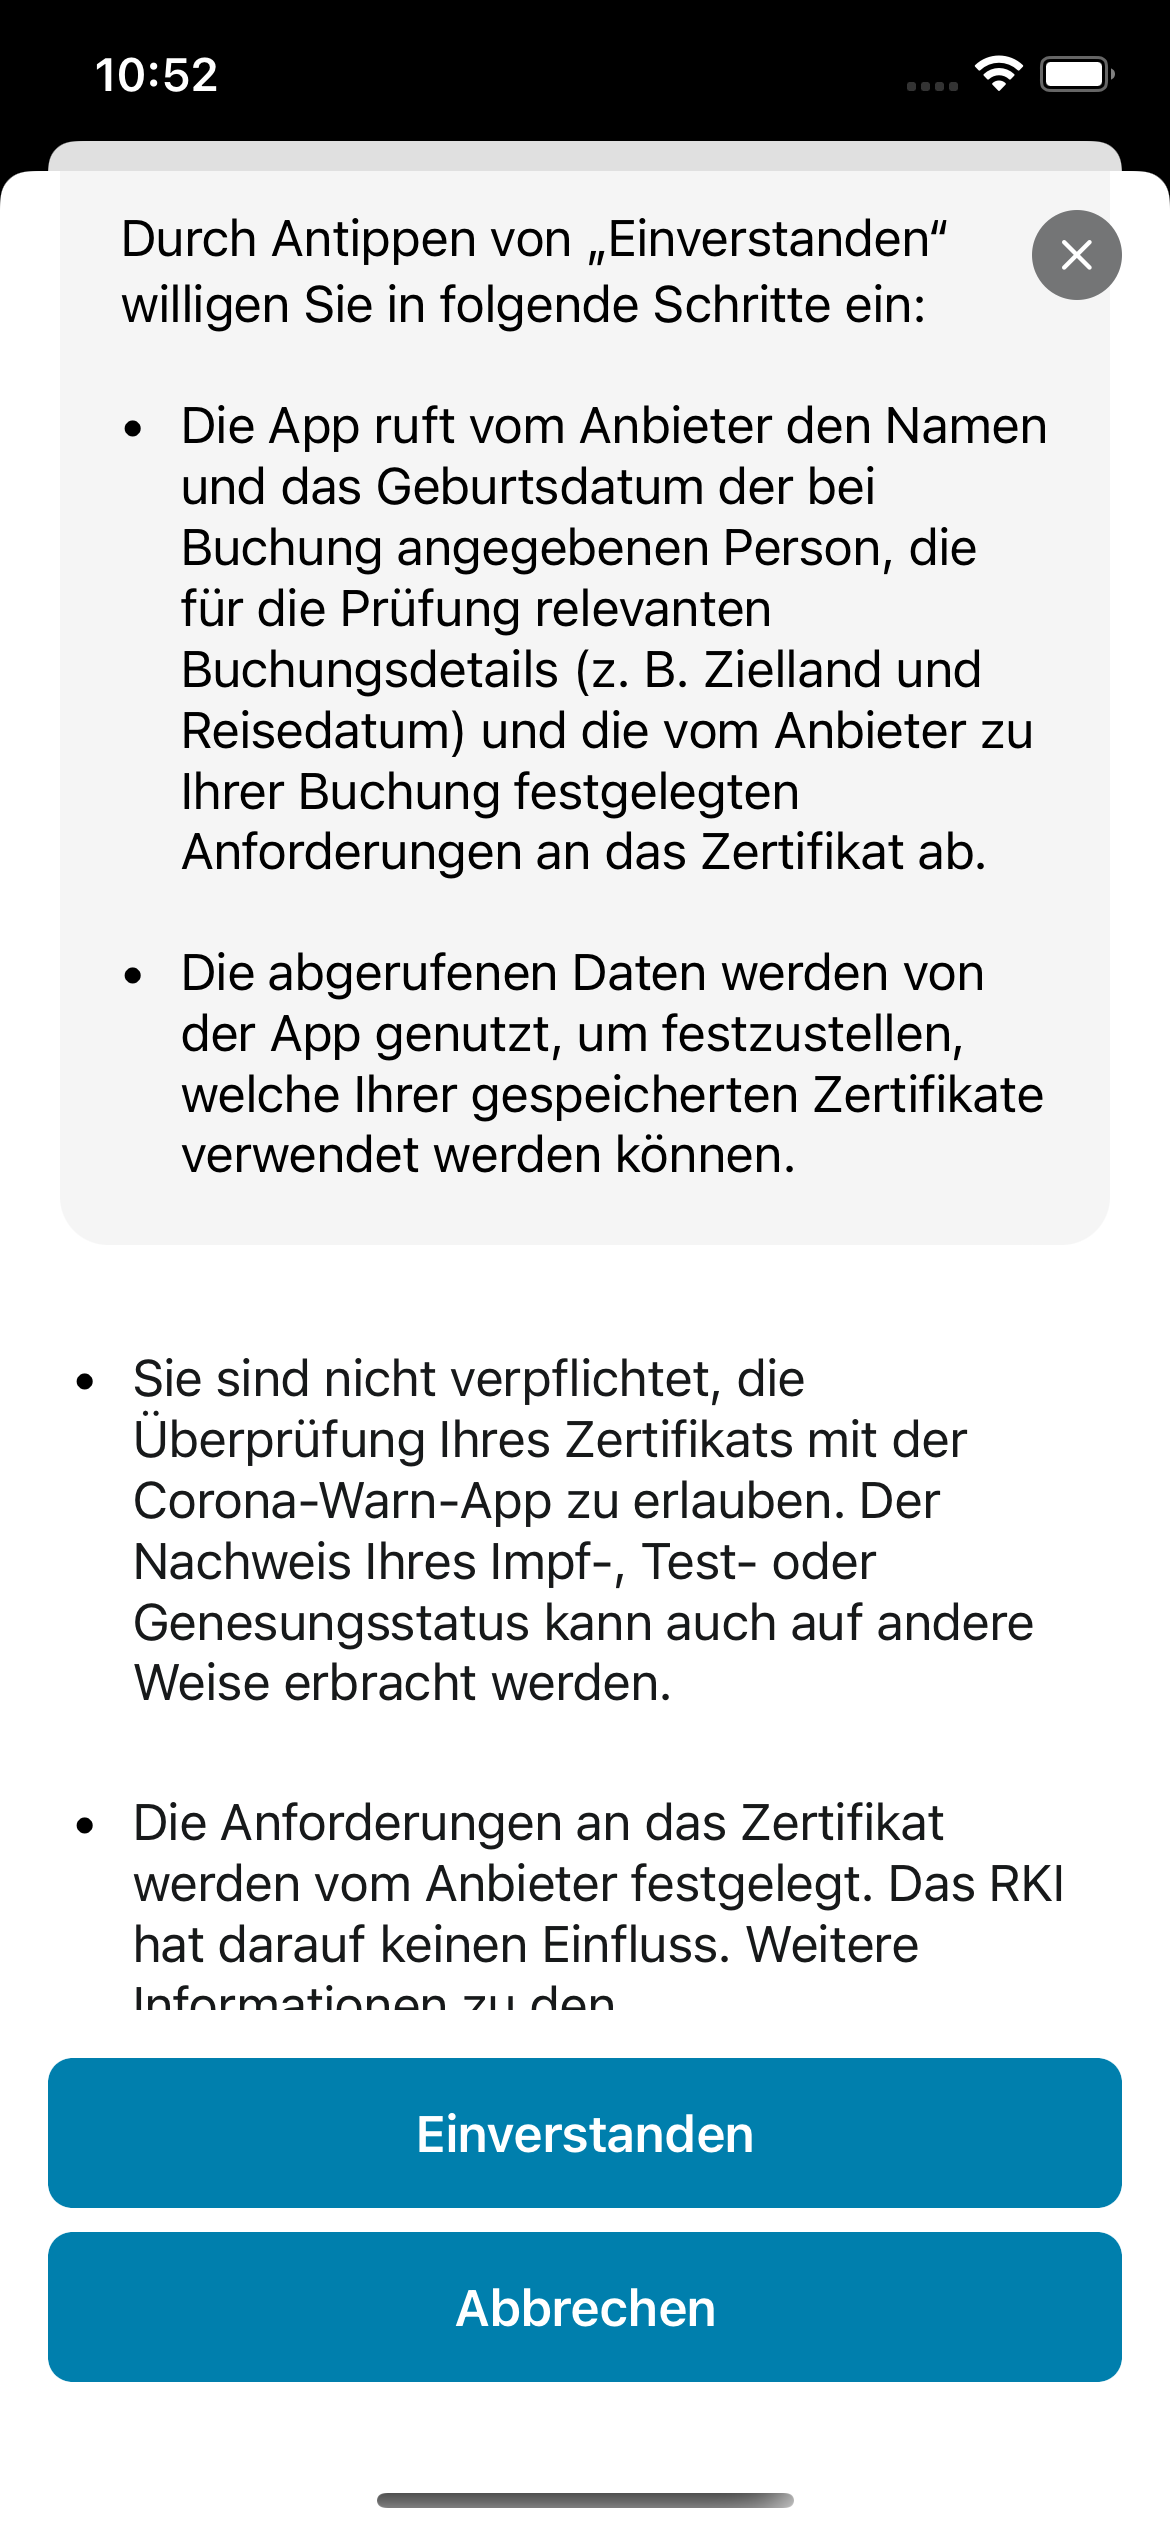 10:52
Durch Antippen von „Einverstanden“
willigen Sie in folgende Schritte ein:
• Die App ruft vom Anbieter den Namen
und das Geburtsdatum der bei
Buchung angegebenen Person, die
für die Prüfung relevanten
Buchungsdetails (z. B. Zielland und
Reisedatum) und die vom Anbieter zu
Ihrer Buchung festgelegten
Anforderungen an das Zertifikat ab.
• Die abgerufenen Daten werden von
der App genutzt, um festzustellen,
welche Ihrer gespeicherten Zertifikate
verwendet werden können.
• Sie sind nicht verpflichtet, die
Überprüfung Ihres Zertifikats mit der
Corona-Warn-App zu erlauben. Der
Nachweis Ihres Impf-, Test- oder
Genesungsstatus kann auch auf andere
Weise erbracht werden.
• Die Anforderungen an das Zertifikat
werden vom Anbieter festgelegt. Das RKI
hat darauf keinen Einfluss. Weitere
Informationen zu den
Einverstanden
Abbrechen